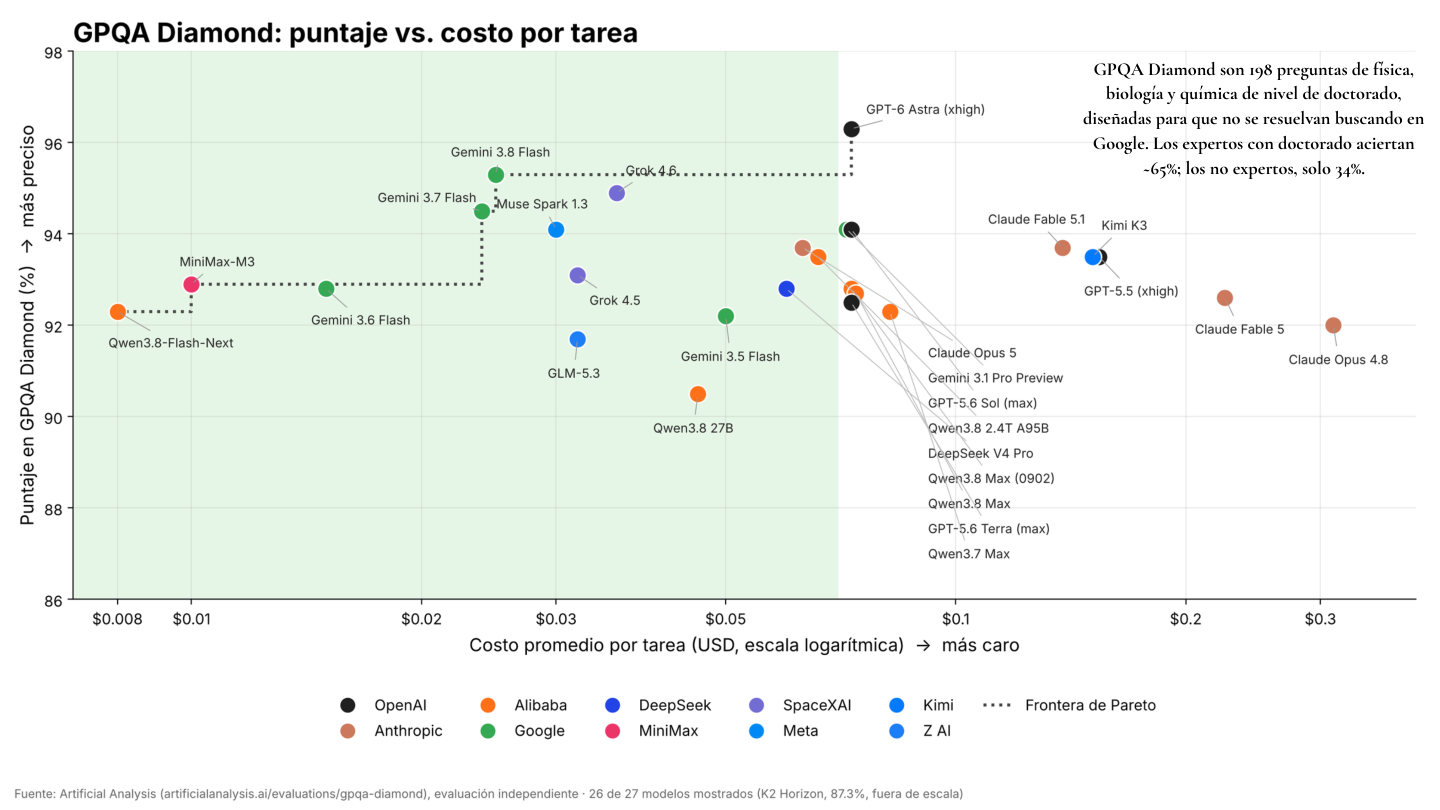 GPQA Diamond: puntaje vs. costo por tarea
GPQA Diamond son 198 preguntas de física,
biología y química de nivel de doctorado,
diseñadas para que no se resuelvan buscando en
Google. Los expertos con doctorado aciertan
~65%; los no expertos, solo 34%.
Puntaje en GPQA Diamond (%) → más preciso
98
96
94
92
90
88
86
GPT-6 Astra (xhigh)
Gemini 3.8 Flash
Grok 4.6
Gemini 3.7 Flash
Muse Spark 1.3
Claude Fable 5.1
Kimi K3
MiniMax-M3
GPT-5.5 (xhigh)
Grok 4.5
Gemini 3.6 Flash
Claude Fable 5
Qwen3.8-Flash-Next
Gemini 3.5 Flash
Claude Opus 4.8
GLM-5.3
Qwen3.8 27B
Claude Opus 5
Gemini 3.1 Pro Preview
GPT-5.6 Sol (max)
Qwen3.8 2.4T A95B
DeepSeek V4 Pro
Qwen3.8 Max (0902)
Qwen3.8 Max
GPT-5.6 Terra (max)
Qwen3.7 Max
$0.008 $0.01 $0.02 $0.03 $0.05 $0.1 $0.2 $0.3
Costo promedio por tarea (USD, escala logarítmica) → más caro
OpenAI Alibaba DeepSeek SpaceXAI Kimi Frontera de Pareto
Anthropic Google MiniMax Meta Z AI
Fuente: Artificial Analysis (artificialanalysis.ai/evaluations/gpqa-diamond), evaluación independiente · 26 de 27 modelos mostrados (K2 Horizon, 87.3%, fuera de escala)